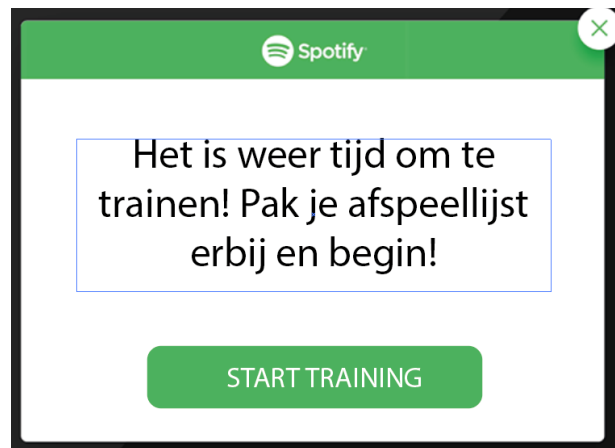 Spotify
Het is weer tijd om te
trainen! Pak je afspeellijst
erbij en begin!
START TRAINING